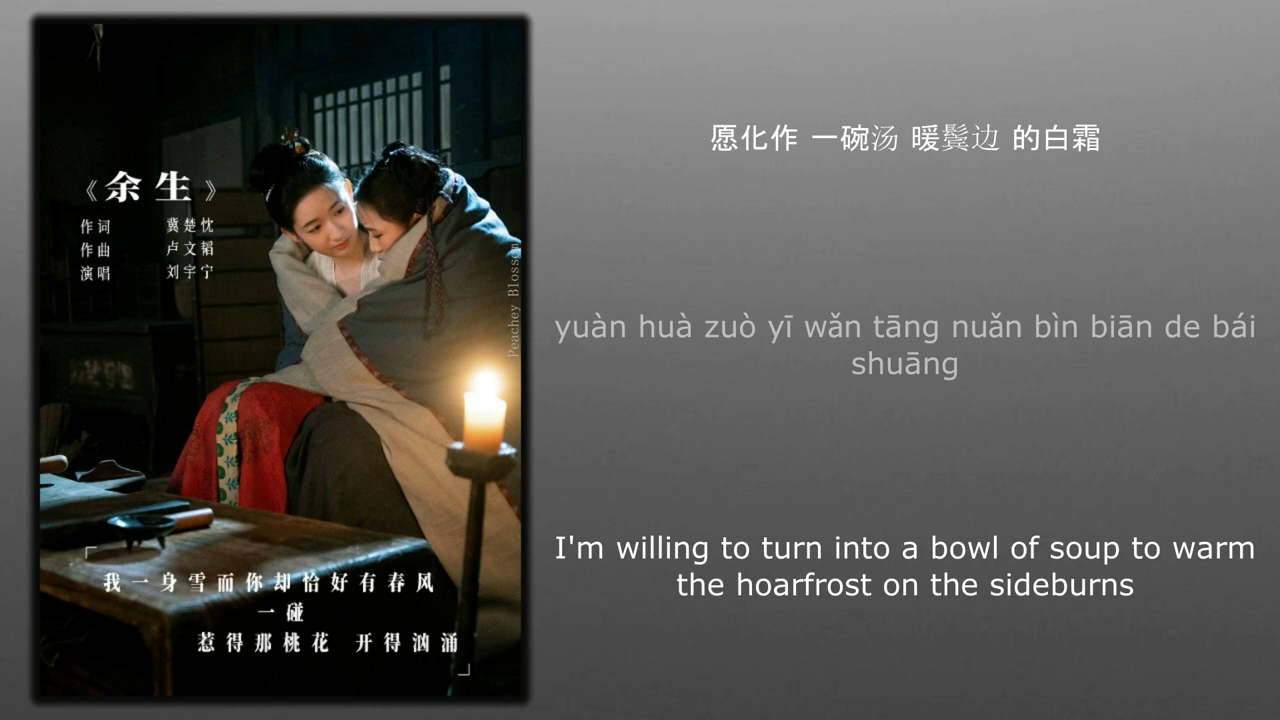 《余生》
作词 冀楚忱
作曲 卢文韬
演唱 刘宇宁
Peachey Blossom
「我一身雪而你却恰好有春风
一碰
惹得那桃花 开得汹涌」
愿化作 一碗汤 暖鬓边 的白霜
yuàn huà zuò yī wǎn tāng nuǎn bìn biān de bái
shuāng
I'm willing to turn into a bowl of soup to warm
the hoarfrost on the sideburns